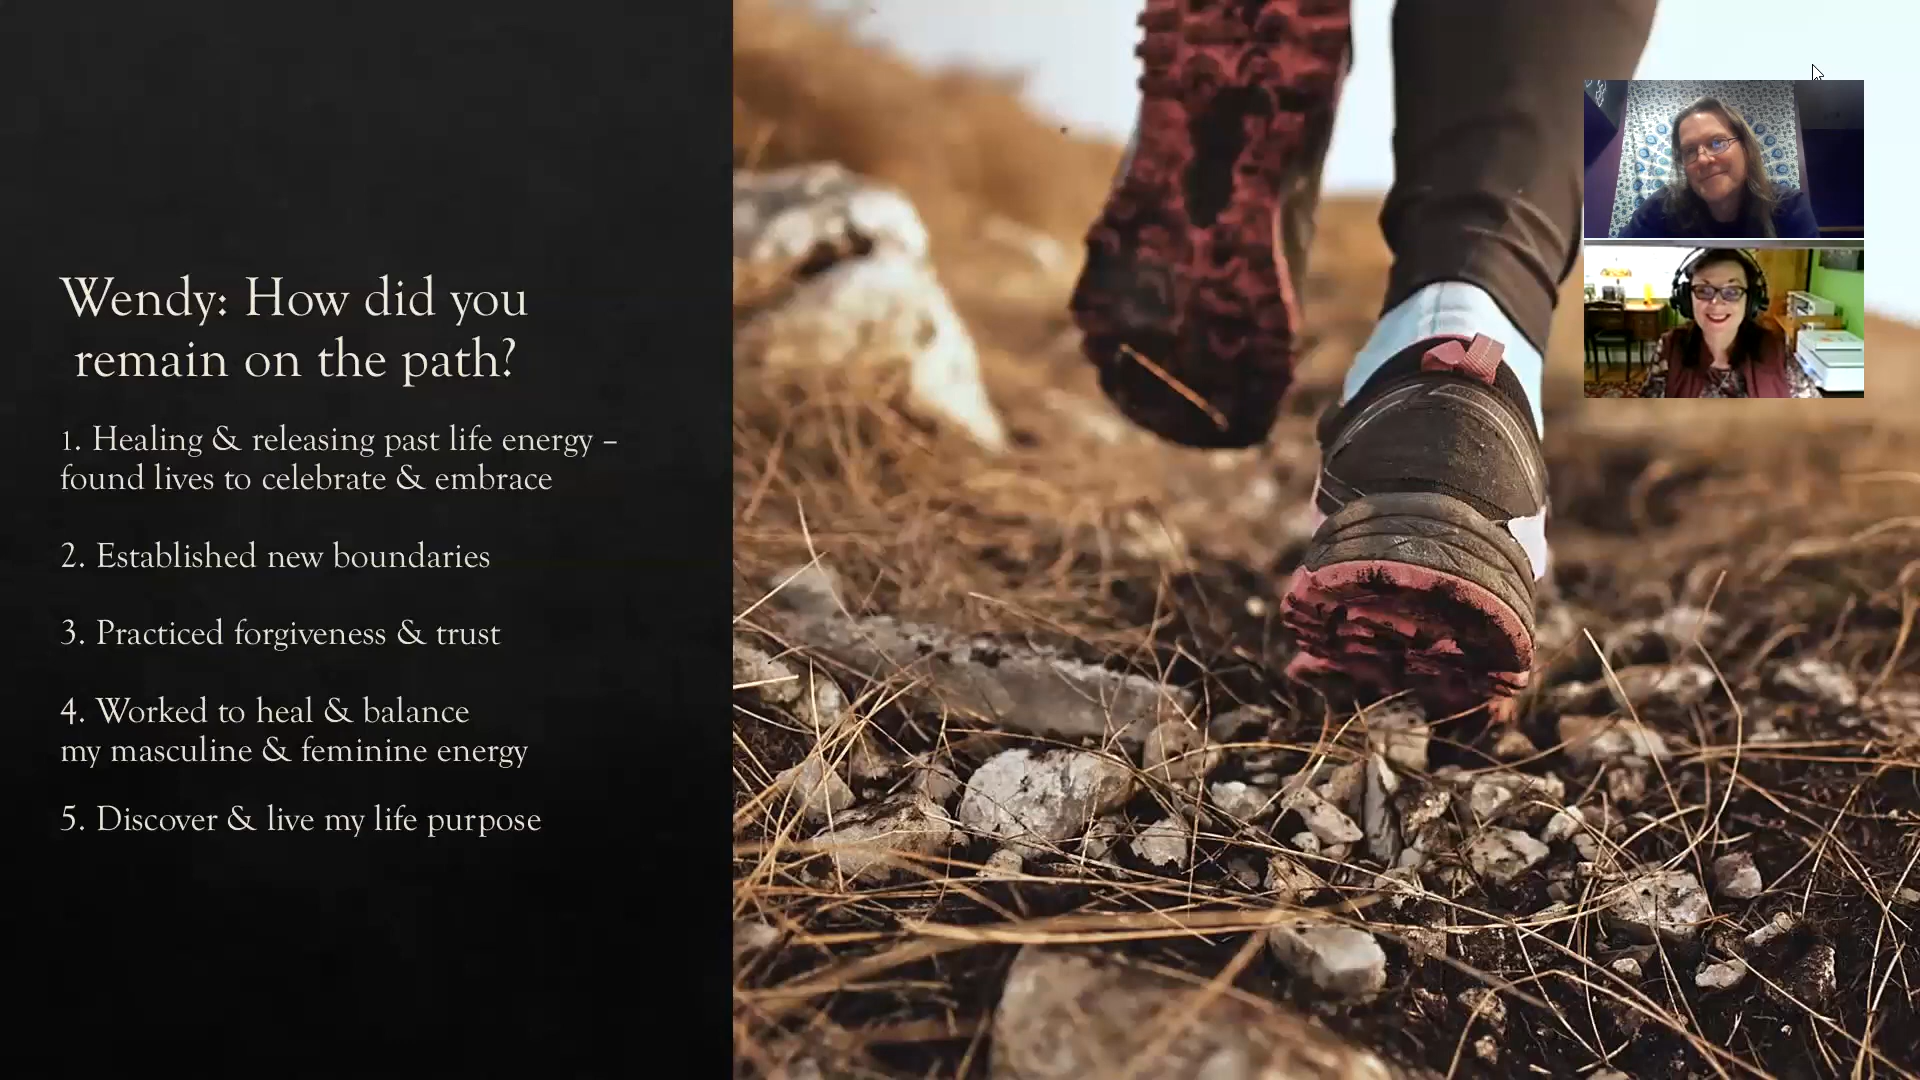 Wendy: How did you
remain on the path?
1. Healing & releasing past life energy –
found lives to celebrate & embrace
2. Established new boundaries
3. Practiced forgiveness & trust
4. Worked to heal & balance
my masculine & feminine energy
5. Discover & live my life purpose